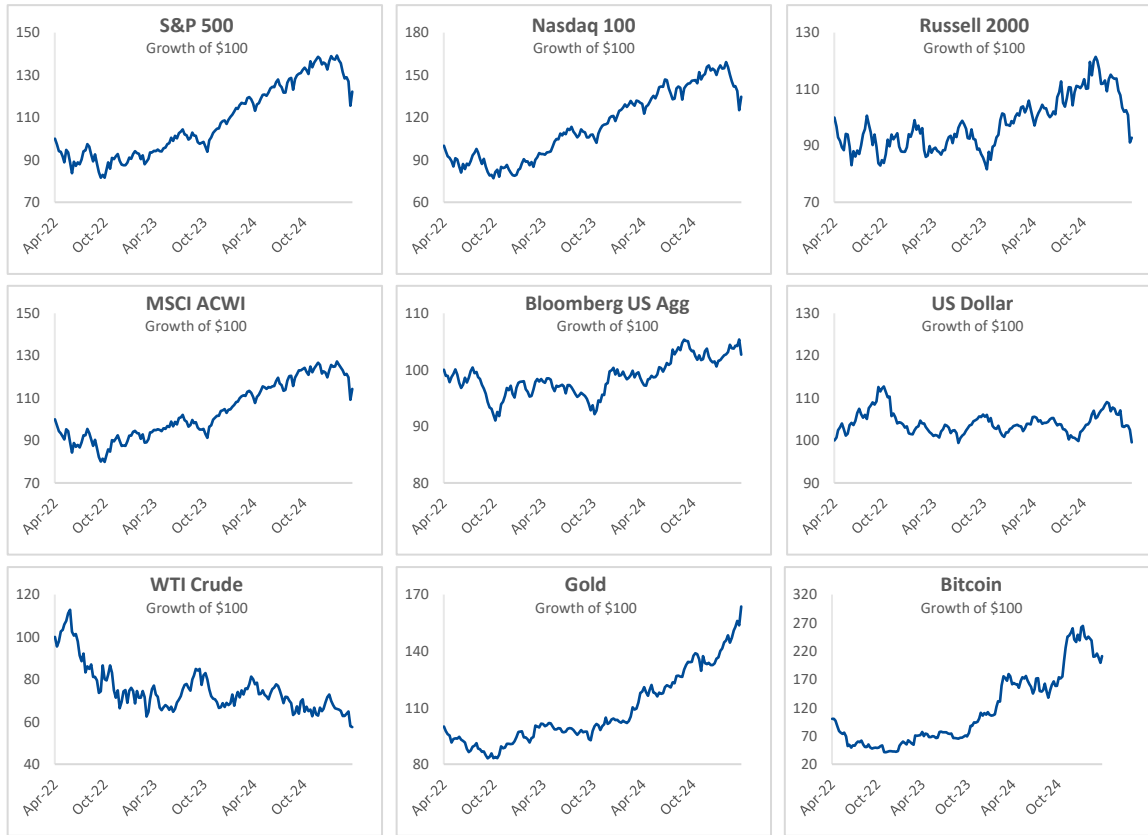 S&P 500
Growth of $100
150
130
110
90
70
Apr-22
Oct-22
Apr-23
Oct-23
Apr-24
Oct-24
Nasdaq 100
Growth of $100
180
150
120
90
60
Apr-22
Oct-22
Apr-23
Oct-23
Apr-24
Oct-24
Russell 2000
Growth of $100
130
110
90
70
Apr-22
Oct-22
Apr-23
Oct-23
Apr-24
Oct-24
MSCI ACWI
Growth of $100
150
130
110
90
70
Apr-22
Oct-22
Apr-23
Oct-23
Apr-24
Oct-24
Bloomberg US Agg
Growth of $100
110
100
90
80
Apr-22
Oct-22
Apr-23
Oct-23
Apr-24
Oct-24
US Dollar
Growth of $100
130
120
110
100
90
Apr-22
Oct-22
Apr-23
Oct-23
Apr-24
Oct-24
WTI Crude
Growth of $100
120
100
80
60
40
Apr-22
Oct-22
Apr-23
Oct-23
Apr-24
Oct-24
Gold
Growth of $100
170
140
110
80
Apr-22
Oct-22
Apr-23
Oct-23
Apr-24
Oct-24
Bitcoin
Growth of $100
320
270
220
170
120
70
20
Apr-22
Oct-22
Apr-23
Oct-23
Apr-24
Oct-24